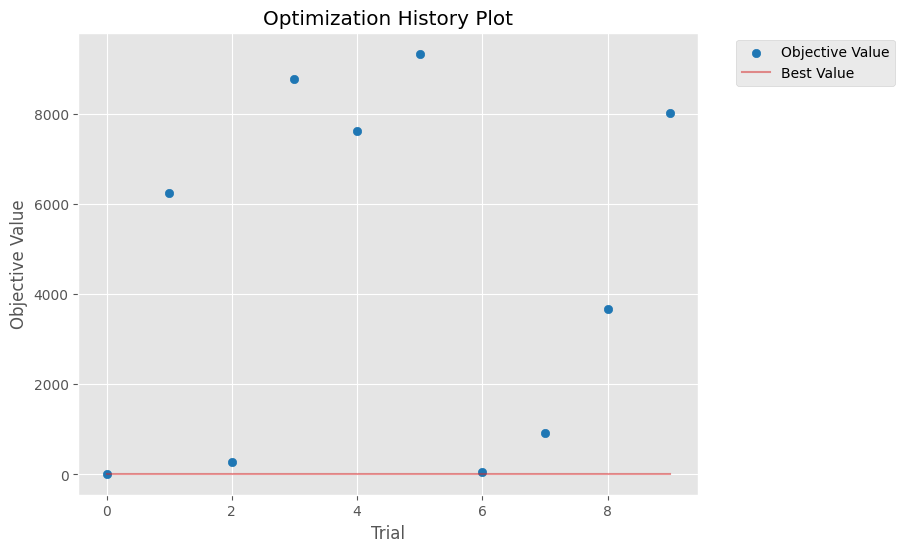 Optimization History Plot
Objective Value
Best Value
8000
6000
4000
2000
0
Objective Value
0
2
4
6
8
Trial